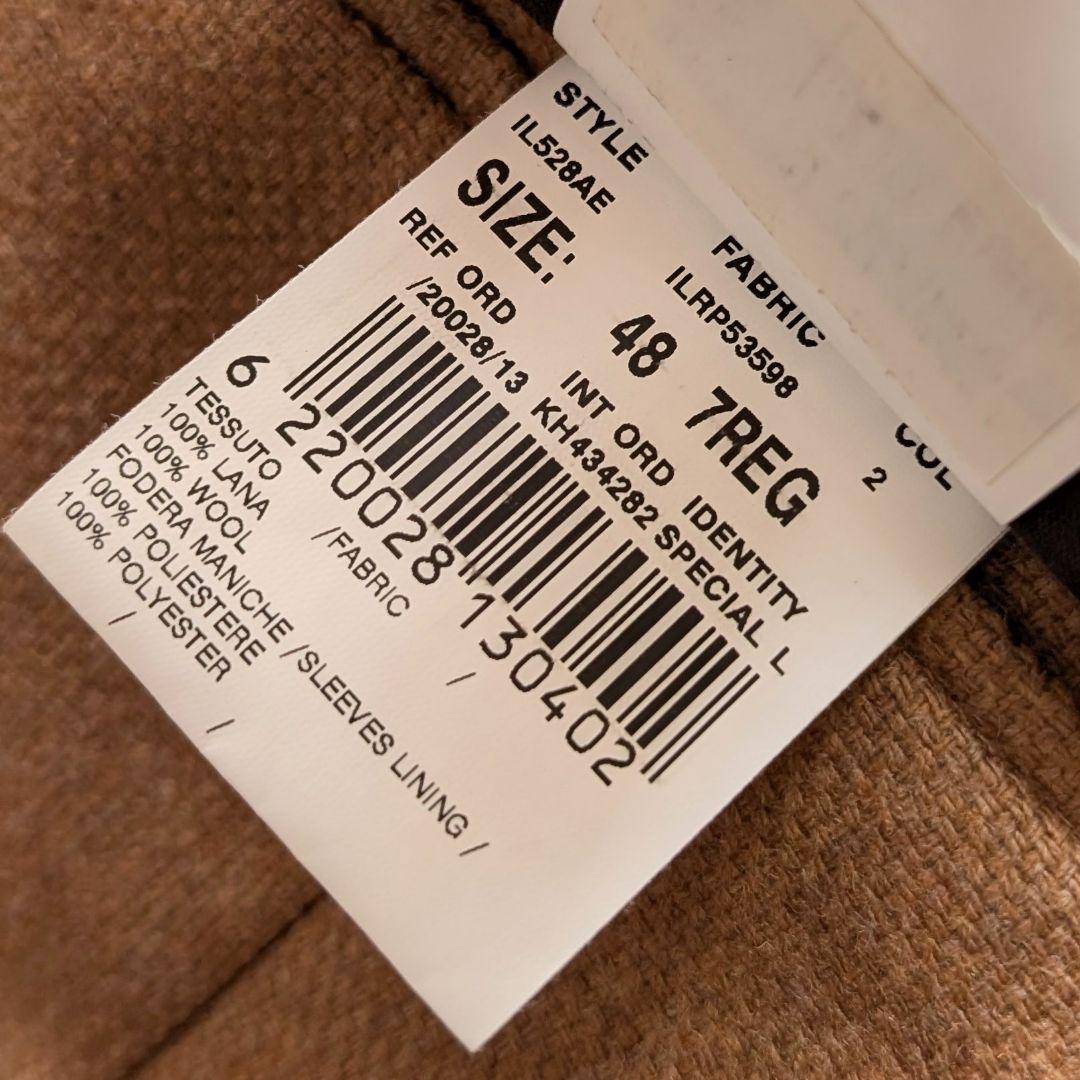 STYLE FABRIC COL
IL528AE ILRP53598 2
SIZE: 48 7REG
REF ORD INT ORD IDENTITY
/20028/13 KH434282 SPECIAL L
6 220028 130402
TESSUTO /FABRIC /
100% LANA
100% WOOL
FODERA MANICHE /SLEEVES LINING /
100% POLIESTERE
100% POLYESTER /
/